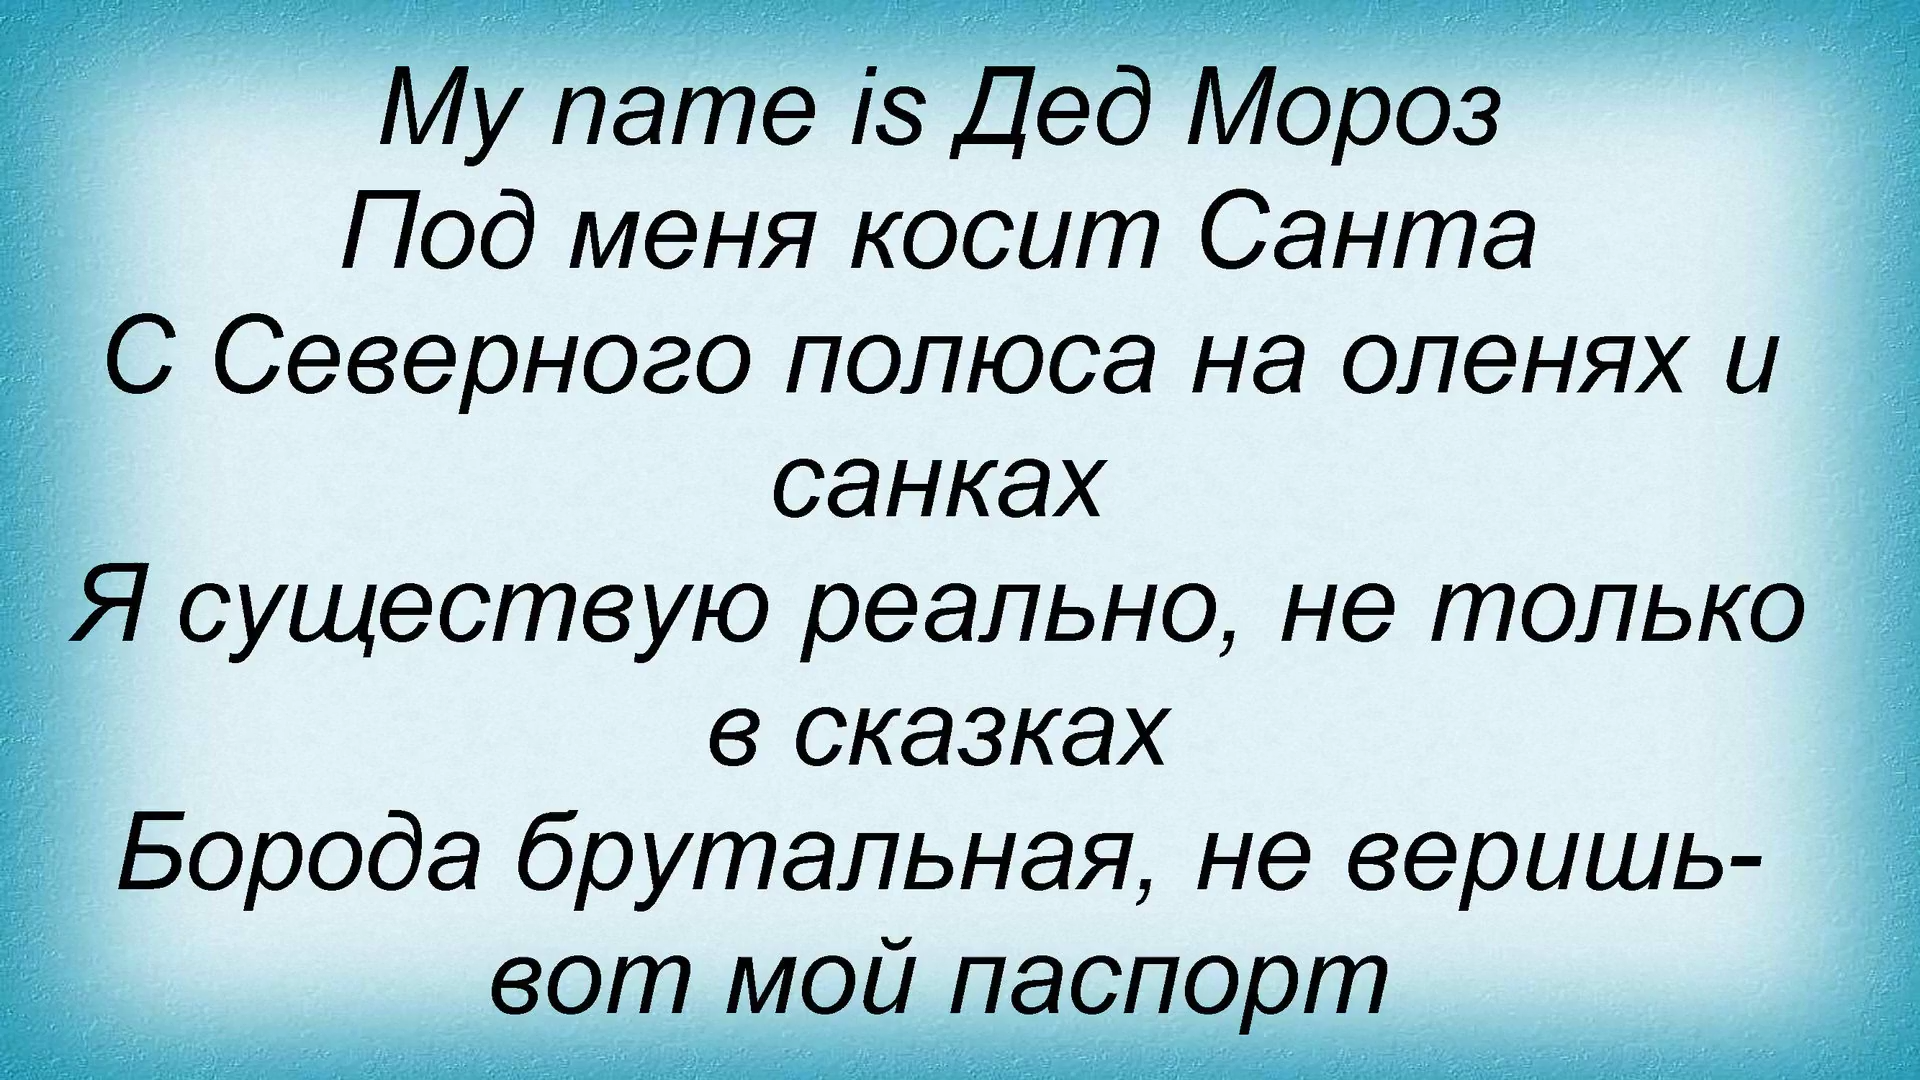 My name is Дед Мороз
Под меня косит Санта
С Северного полюса на оленях и
санках
Я существую реально, не только
в сказках
Борода брутальная, не веришь-
вот мой паспорт